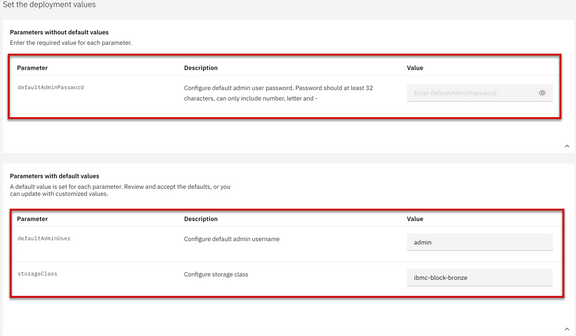 Set the deployment values
Parameters without default values
Enter the required value for each parameter.
Parameter Description Value
defaultAdminPassword Configure default admin user password. Password should at least 32 Enter defaultAdminPassword
characters, can only include number, letter and -
Parameters with default values
A default value is set for each parameter. Review and accept the defaults, or you
can update with customized values.
Parameter Description Value
defaultAdminUser Configure default admin username admin
storageClass Configure storage class ibmc-block-bronze